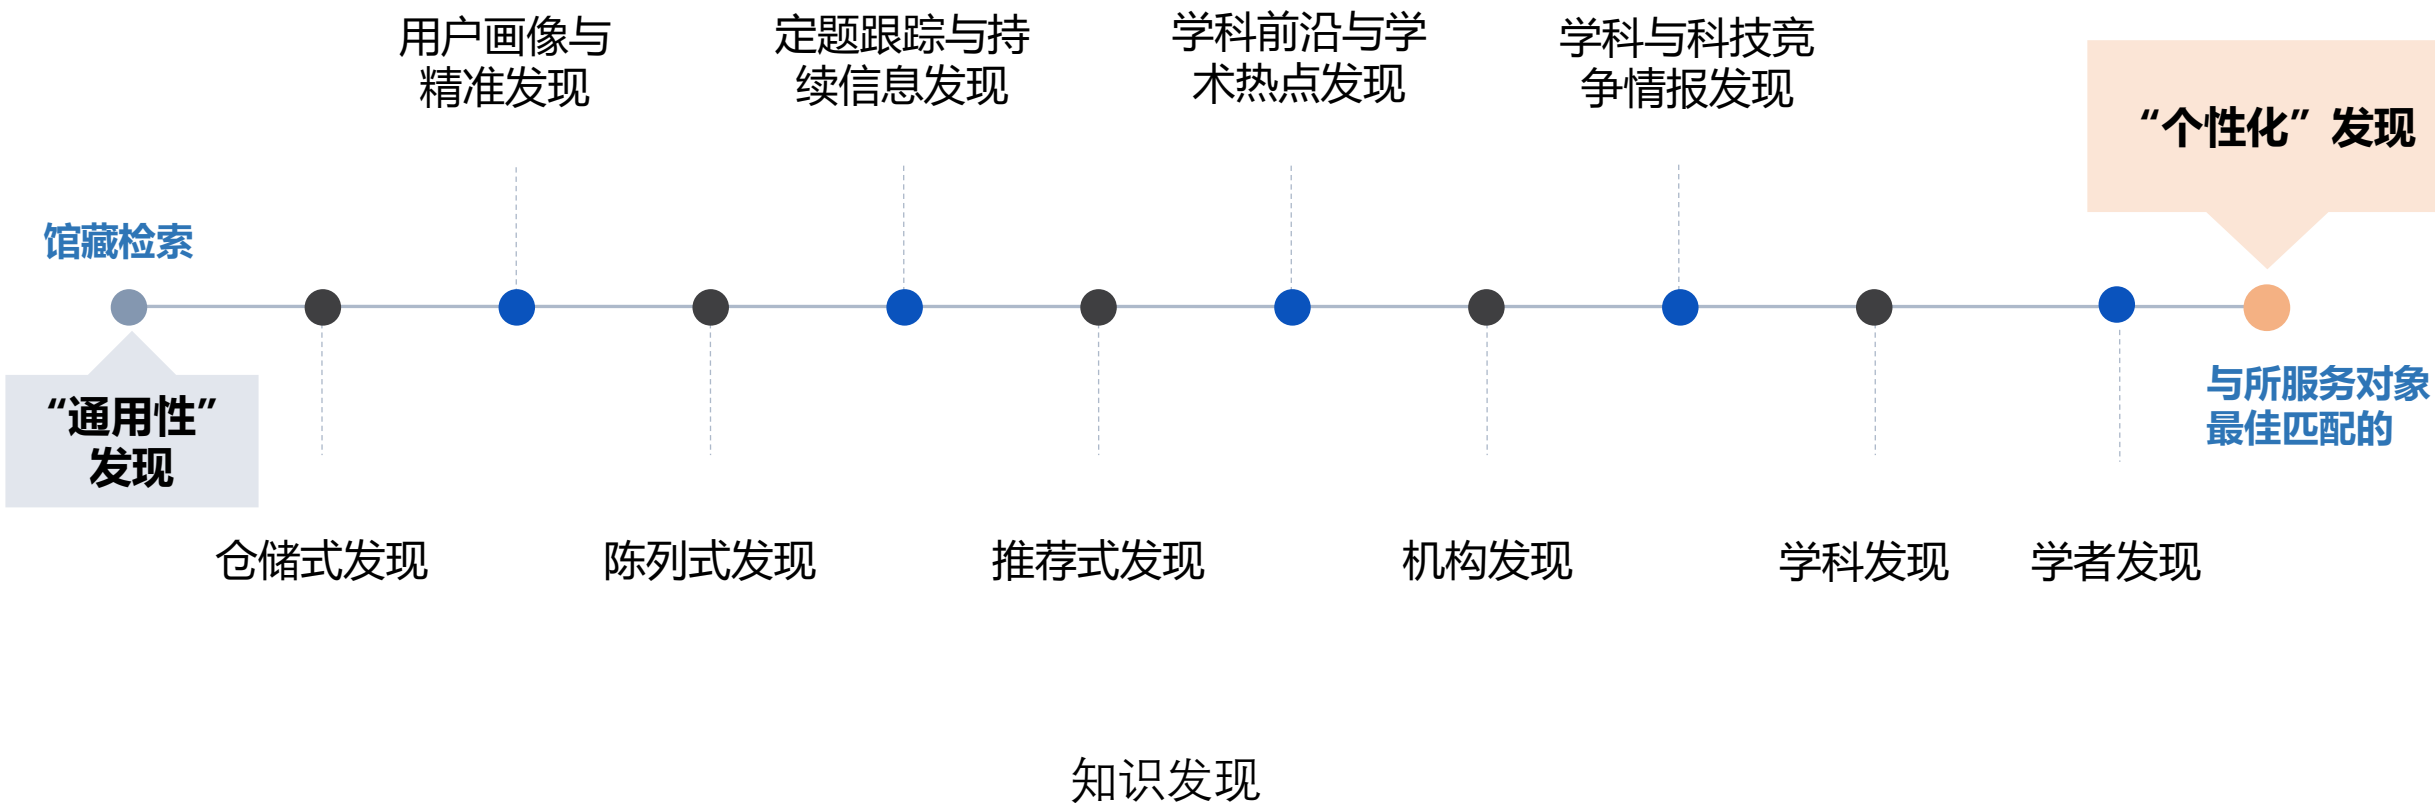 用户画像与
精准发现
定题跟踪与持
续信息发现
学科前沿与学
术热点发现
学科与科技竞
争情报发现
“个性化”发现
馆藏检索
“通用性”
发现
与所服务对象
最佳匹配的
仓储式发现
陈列式发现
推荐式发现
机构发现
学科发现
学者发现
知识发现